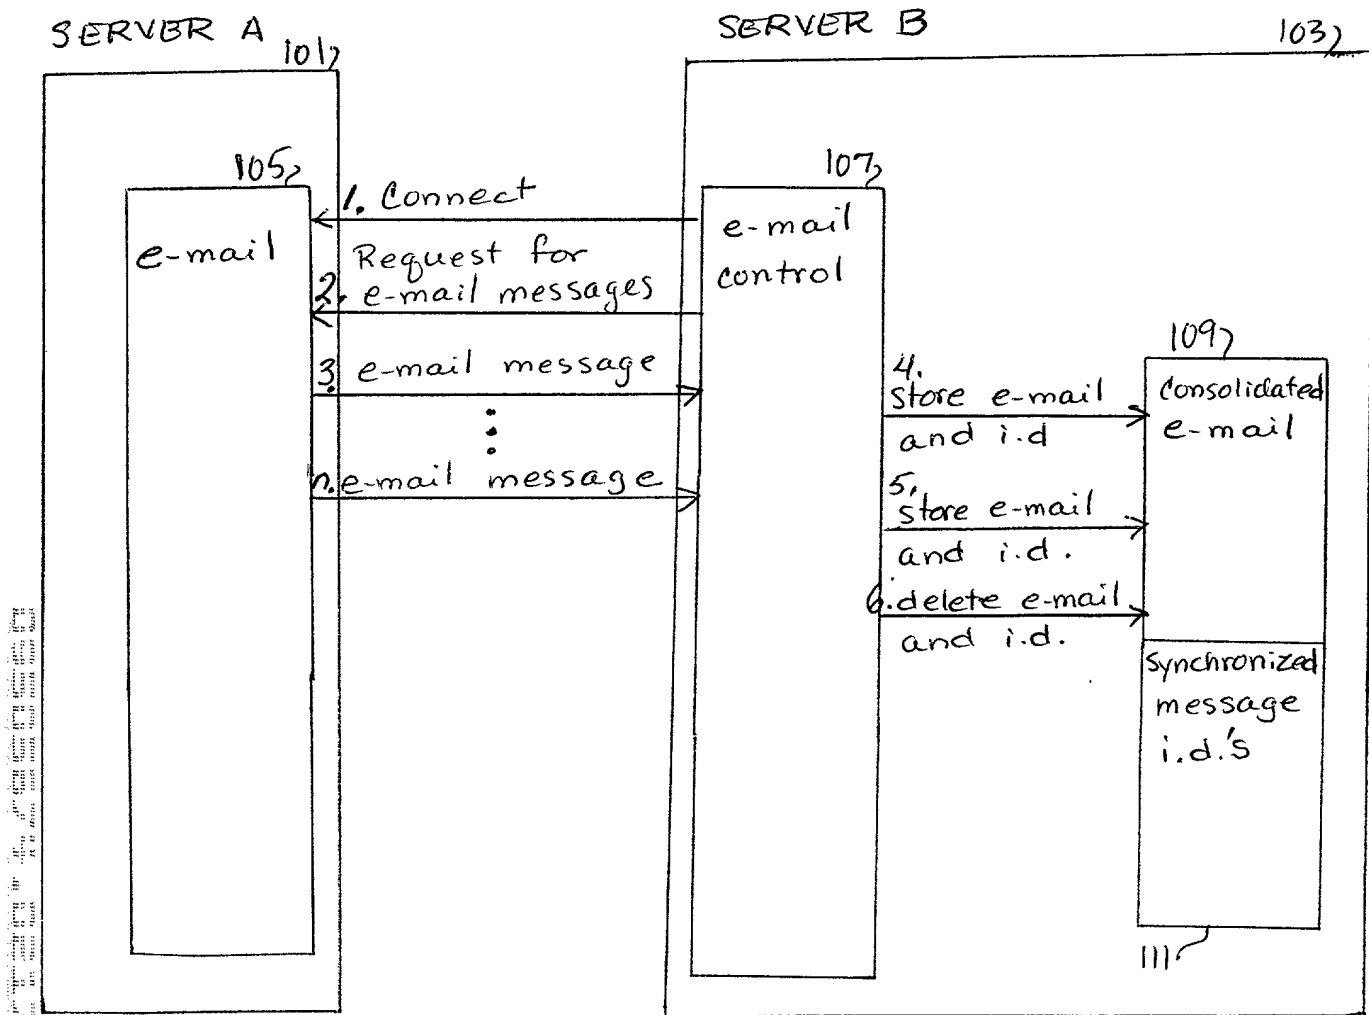 SERVER A
101
SERVER B
103
105
e-mail
1. Connect
Request for
2. e-mail messages
3. e-mail message
n. e-mail message
107
e-mail
control
4.
store e-mail
and i.d
5.
store e-mail
and i.d.
6. delete e-mail
and i.d.
109
Consolidated
e-mail
synchronized
message
i.d.'s
111